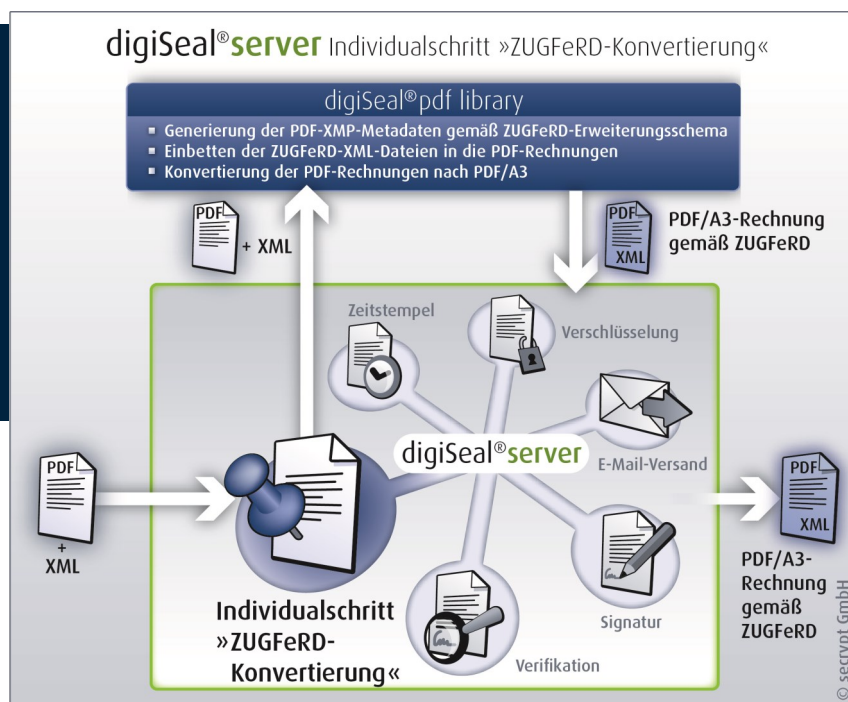 digiSeal®server Individualschritt »ZUGFeRD-Konvertierung«
digiSeal®pdf library
▪ Generierung der PDF-XMP-Metadaten gemäß ZUGFeRD-Erweiterungsschema
▪ Einbetten der ZUGFeRD-XML-Dateien in die PDF-Rechnungen
▪ Konvertierung der PDF-Rechnungen nach PDF/A3
PDF
+ XML
PDF
XML
PDF/A3-Rechnung
gemäß ZUGFeRD
Zeitstempel
Verschlüsselung
digiSeal®server
E-Mail-Versand
PDF
+
XML
PDF
XML
Individualschritt
»ZUGFeRD-
Konvertierung«
Verifikation
Signatur
PDF/A3-
Rechnung
gemäß
ZUGFeRD
© secrypt GmbH